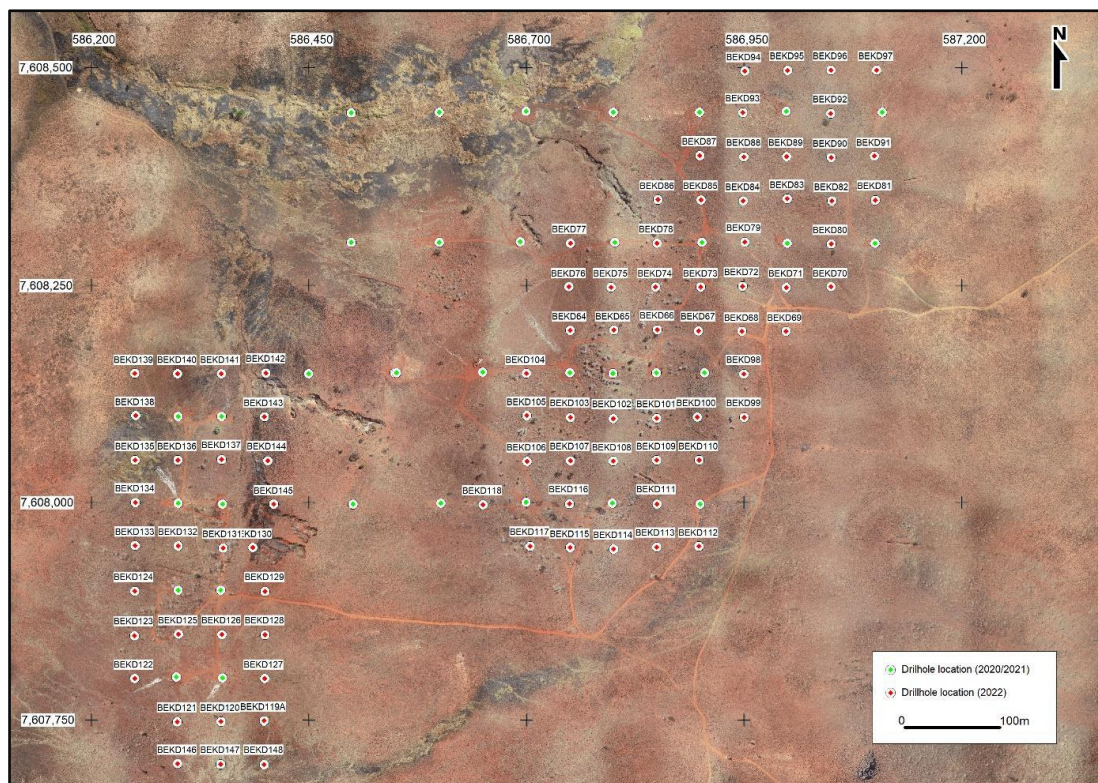 586,200 586,450 586,700 586,950 587,200
N
BEKD94 BEKD95 BEKD96 BEKD97
7,608,500
BEKD93 BEKD92
BEKD87 BEKD88 BEKD89 BEKD90 BEKD91
BEKD86 BEKD85 BEKD84 BEKD83 BEKD82 BEKD81
BEKD77 BEKD78 BEKD79 BEKD80
BEKD76 BEKD75 BEKD74 BEKD73 BEKD72 BEKD71 BEKD70
7,608,250
BEKD64 BEKD65 BEKD66 BEKD67 BEKD68 BEKD69
BEKD139 BEKD140 BEKD141 BEKD142 BEKD104 BEKD98
BEKD138 BEKD143 BEKD105 BEKD103 BEKD102 BEKD101 BEKD100 BEKD99
BEKD135 BEKD136 BEKD137 BEKD144 BEKD106 BEKD107 BEKD108 BEKD109 BEKD110
7,608,000
BEKD134 BEKD145 BEKD118 BEKD116 BEKD111
BEKD133 BEKD132 BEKD131 KD130 BEKD117 BEKD115 BEKD114 BEKD113 BEKD112
BEKD124 BEKD129
BEKD123 BEKD125 BEKD126 BEKD128
BEKD122 BEKD127
7,607,750
BEKD121 BEKD120 BEKD119A
BEKD146 BEKD147 BEKD148
Drilhole location (2020/2021)
Drillhole location (2022)
0 100m